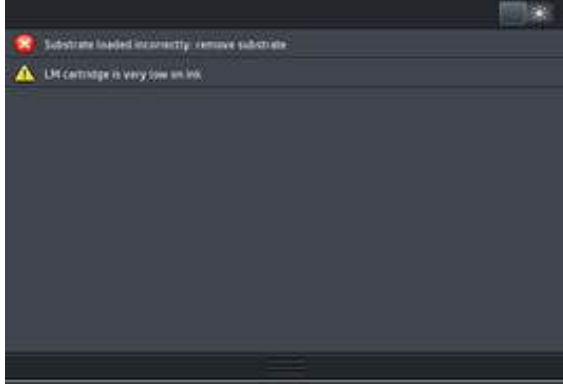 Substrate loaded incorrectly: remove substrate
LM cartridge is very low on ink